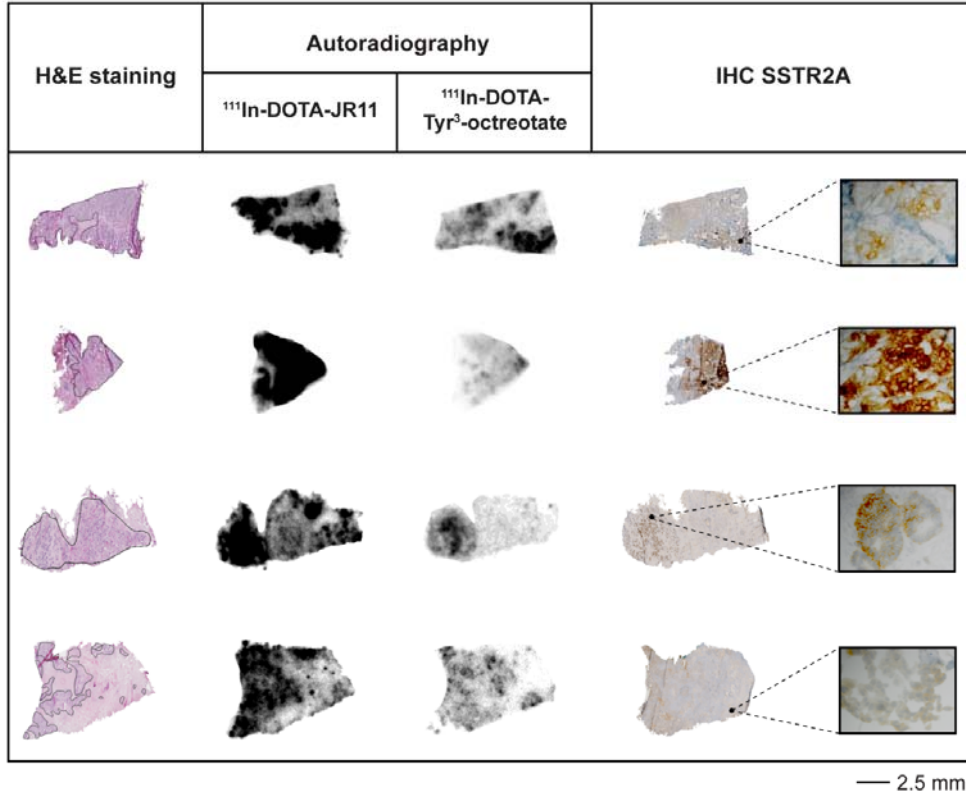 H&E staining
Autoradiography
¹¹¹In-DOTA-JR11
¹¹¹In-DOTA-
Tyr³-octreotate
IHC SSTR2A
2.5 mm